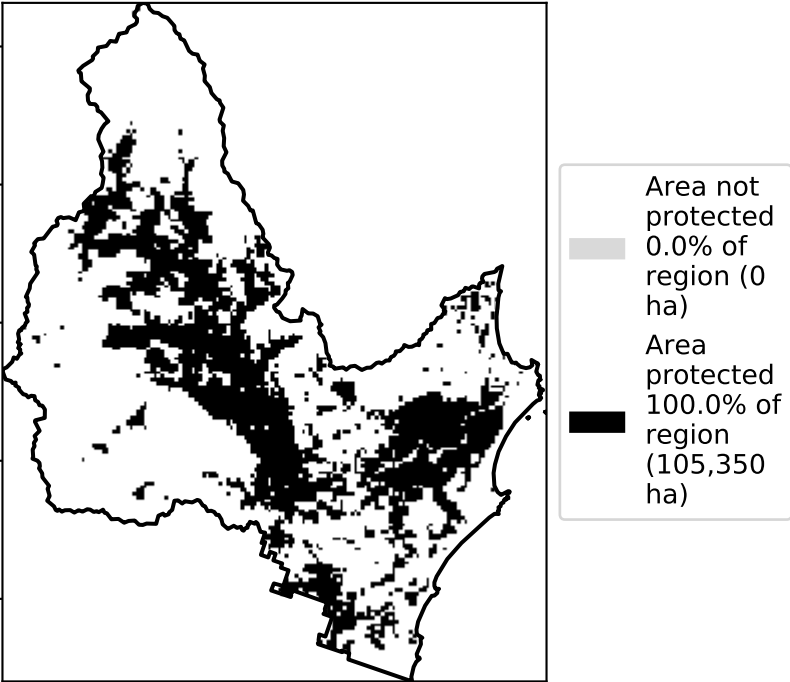 Area not
protected
0.0% of
region (0
ha)
Area
protected
100.0% of
region
(105,350
ha)